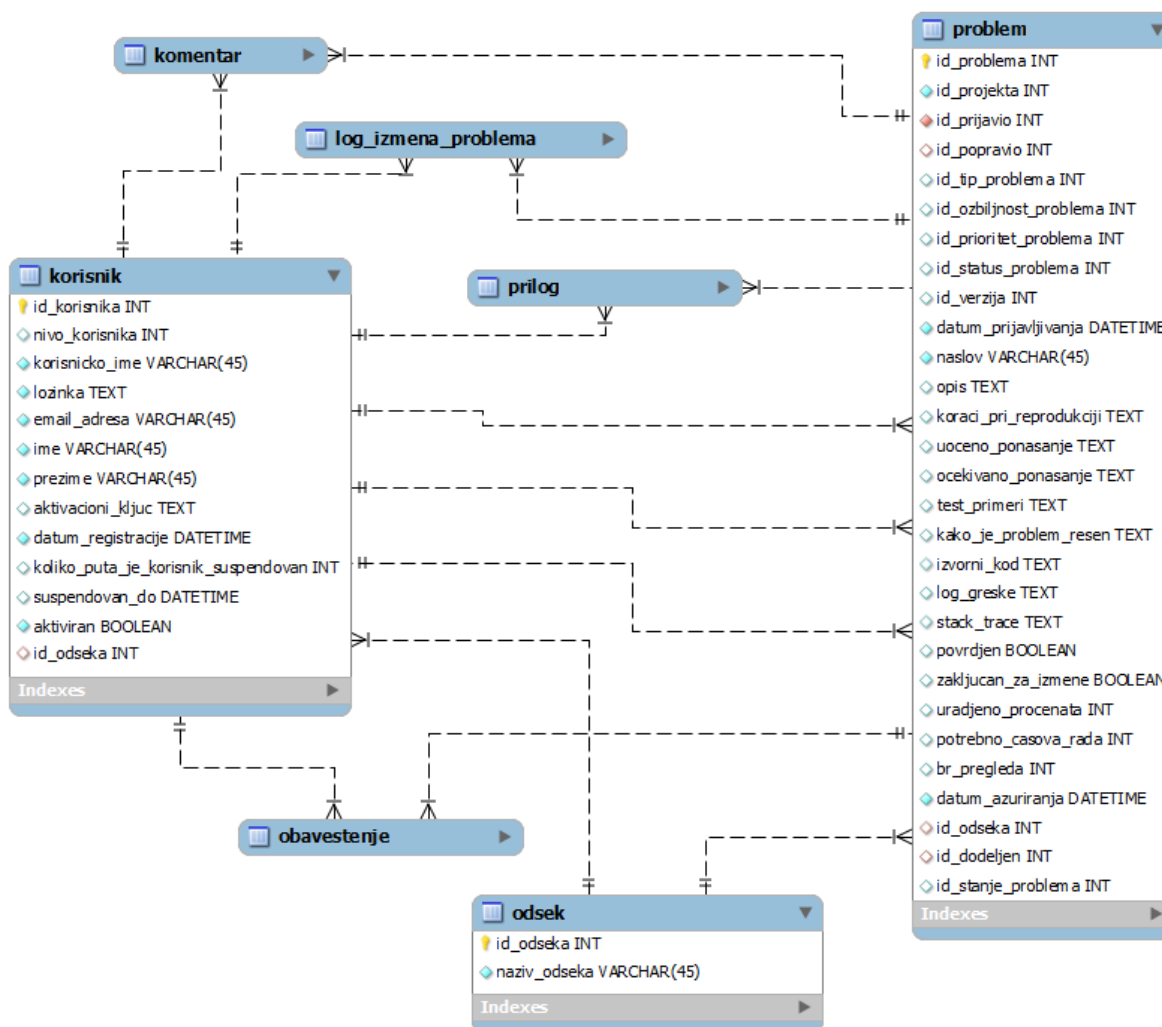 komentar
log_izmena_problema
korisnik
id_korisnika INT
nivo_korisnika INT
korisnicko_ime VARCHAR(45)
lozinka TEXT
email_adresa VARCHAR(45)
ime VARCHAR(45)
prezime VARCHAR(45)
aktivacioni_kljuc TEXT
datum_registracije DATETIME
koliko_puta_je_korisnik_suspendovan INT
suspendovan_do DATETIME
aktiviran BOOLEAN
id_odseka INT
Indexes
prilog
obavestenje
odsek
id_odseka INT
naziv_odseka VARCHAR(45)
Indexes
problem
id_problema INT
id_projekta INT
id_prijavio INT
id_popravio INT
id_tip_problema INT
id_ozbiljnost_problema INT
id_prioritet_problema INT
id_status_problema INT
id_verzija INT
datum_prijavljivanja DATETIME
naslov VARCHAR(45)
opis TEXT
koraci_pri_reprodukciji TEXT
uoceno_ponasanje TEXT
ocekivano_ponasanje TEXT
test_primeri TEXT
kako_je_problem_resen TEXT
izvorni_kod TEXT
log_greske TEXT
stack_trace TEXT
povrdjen BOOLEAN
zakljucan_za_izmene BOOLEAN
uradjeno_procenata INT
potrebno_casova_rada INT
br_pregleda INT
datum_azuriranja DATETIME
id_odseka INT
id_dodeljen INT
id_stanje_problema INT
Indexes